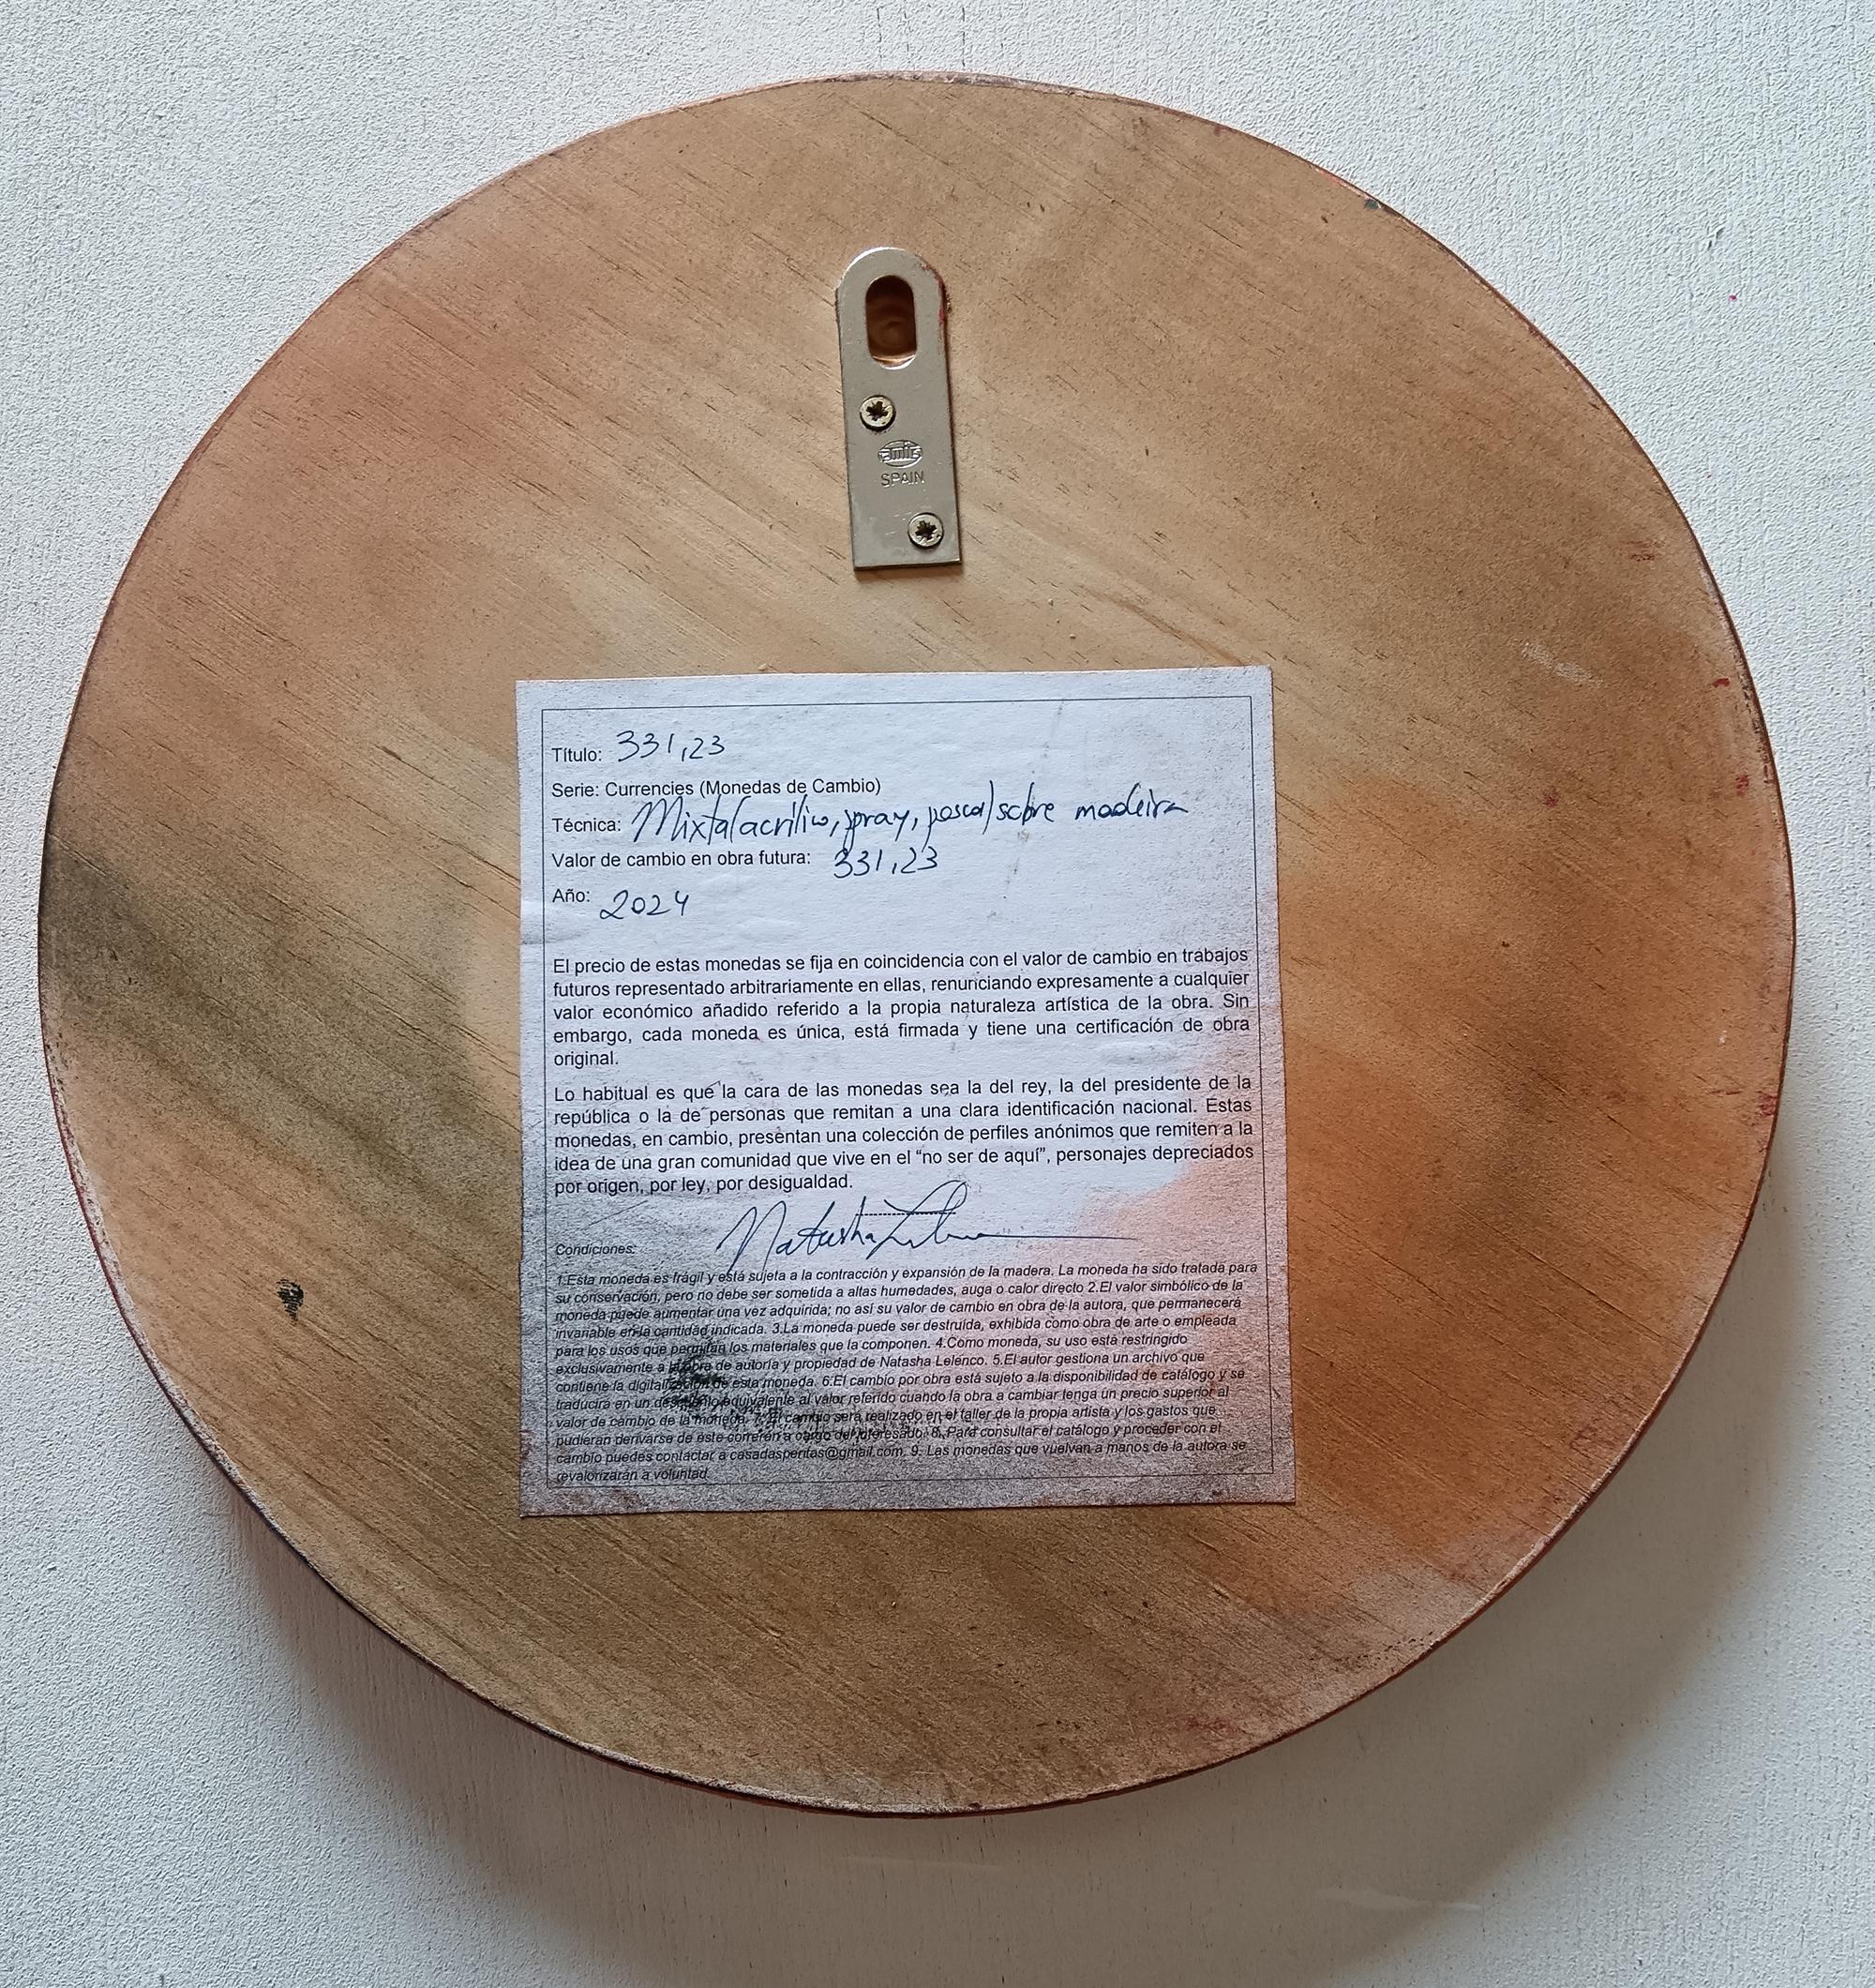 SPAIN
Título: 331,23
Serie: Currencies (Monedas de Cambio)
Técnica: Mixta(acrílico, spray, posca) sobre madeira
Valor de cambio en obra futura: 331,23
Año: 2024
El precio de estas monedas se fija en coincidencia con el valor de cambio en trabajos
futuros representado arbitrariamente en ellas, renunciando expresamente a cualquier
valor económico añadido referido a la propia naturaleza artística de la obra. Sin
embargo, cada moneda es única, está firmada y tiene una certificación de obra
original.
Lo habitual es que la cara de las monedas sea la del rey, la del presidente de la
república o la de personas que remitan a una clara identificación nacional. Estas
monedas, en cambio, presentan una colección de perfiles anónimos que remiten a la
idea de una gran comunidad que vive en el “no ser de aquí”, personajes depreciados
por origen, por ley, por desigualdad.
Natasha Lelenco
Condiciones:
1.Esta moneda es frágil y está sujeta a la contracción y expansión de la madera. La moneda ha sido tratada para
su conservación, pero no debe ser sometida a altas humedades, auga o calor directo 2.El valor simbólico de la
moneda puede aumentar una vez adquirida; no así su valor de cambio en obra de la autora, que permanecerá
invariable en la cantidad indicada. 3.La moneda puede ser destruida, exhibida como obra de arte o empleada
para los usos que permitan los materiales que la componen. 4.Como moneda, su uso está restringido
exclusivamente a la obra de autoría y propiedad de Natasha Lelenco. 5.El autor gestiona un archivo que
contiene la digitalización de esta moneda. 6.El cambio por obra está sujeto a la disponibilidad de catálogo y se
traducirá en un descuento equivalente al valor referido cuando la obra a cambiar tenga un precio superior al
valor de cambio de la moneda. 7. El cambio será realizado en el taller de la propia artista y los gastos que
pudieran derivarse de este correrán a cargo del interesado. 8. Para consultar el catálogo y proceder con el
cambio puedes contactar a casadasperitas@gmail.com. 9. Las monedas que vuelvan a manos de la autora se
revalorizarán a voluntad.